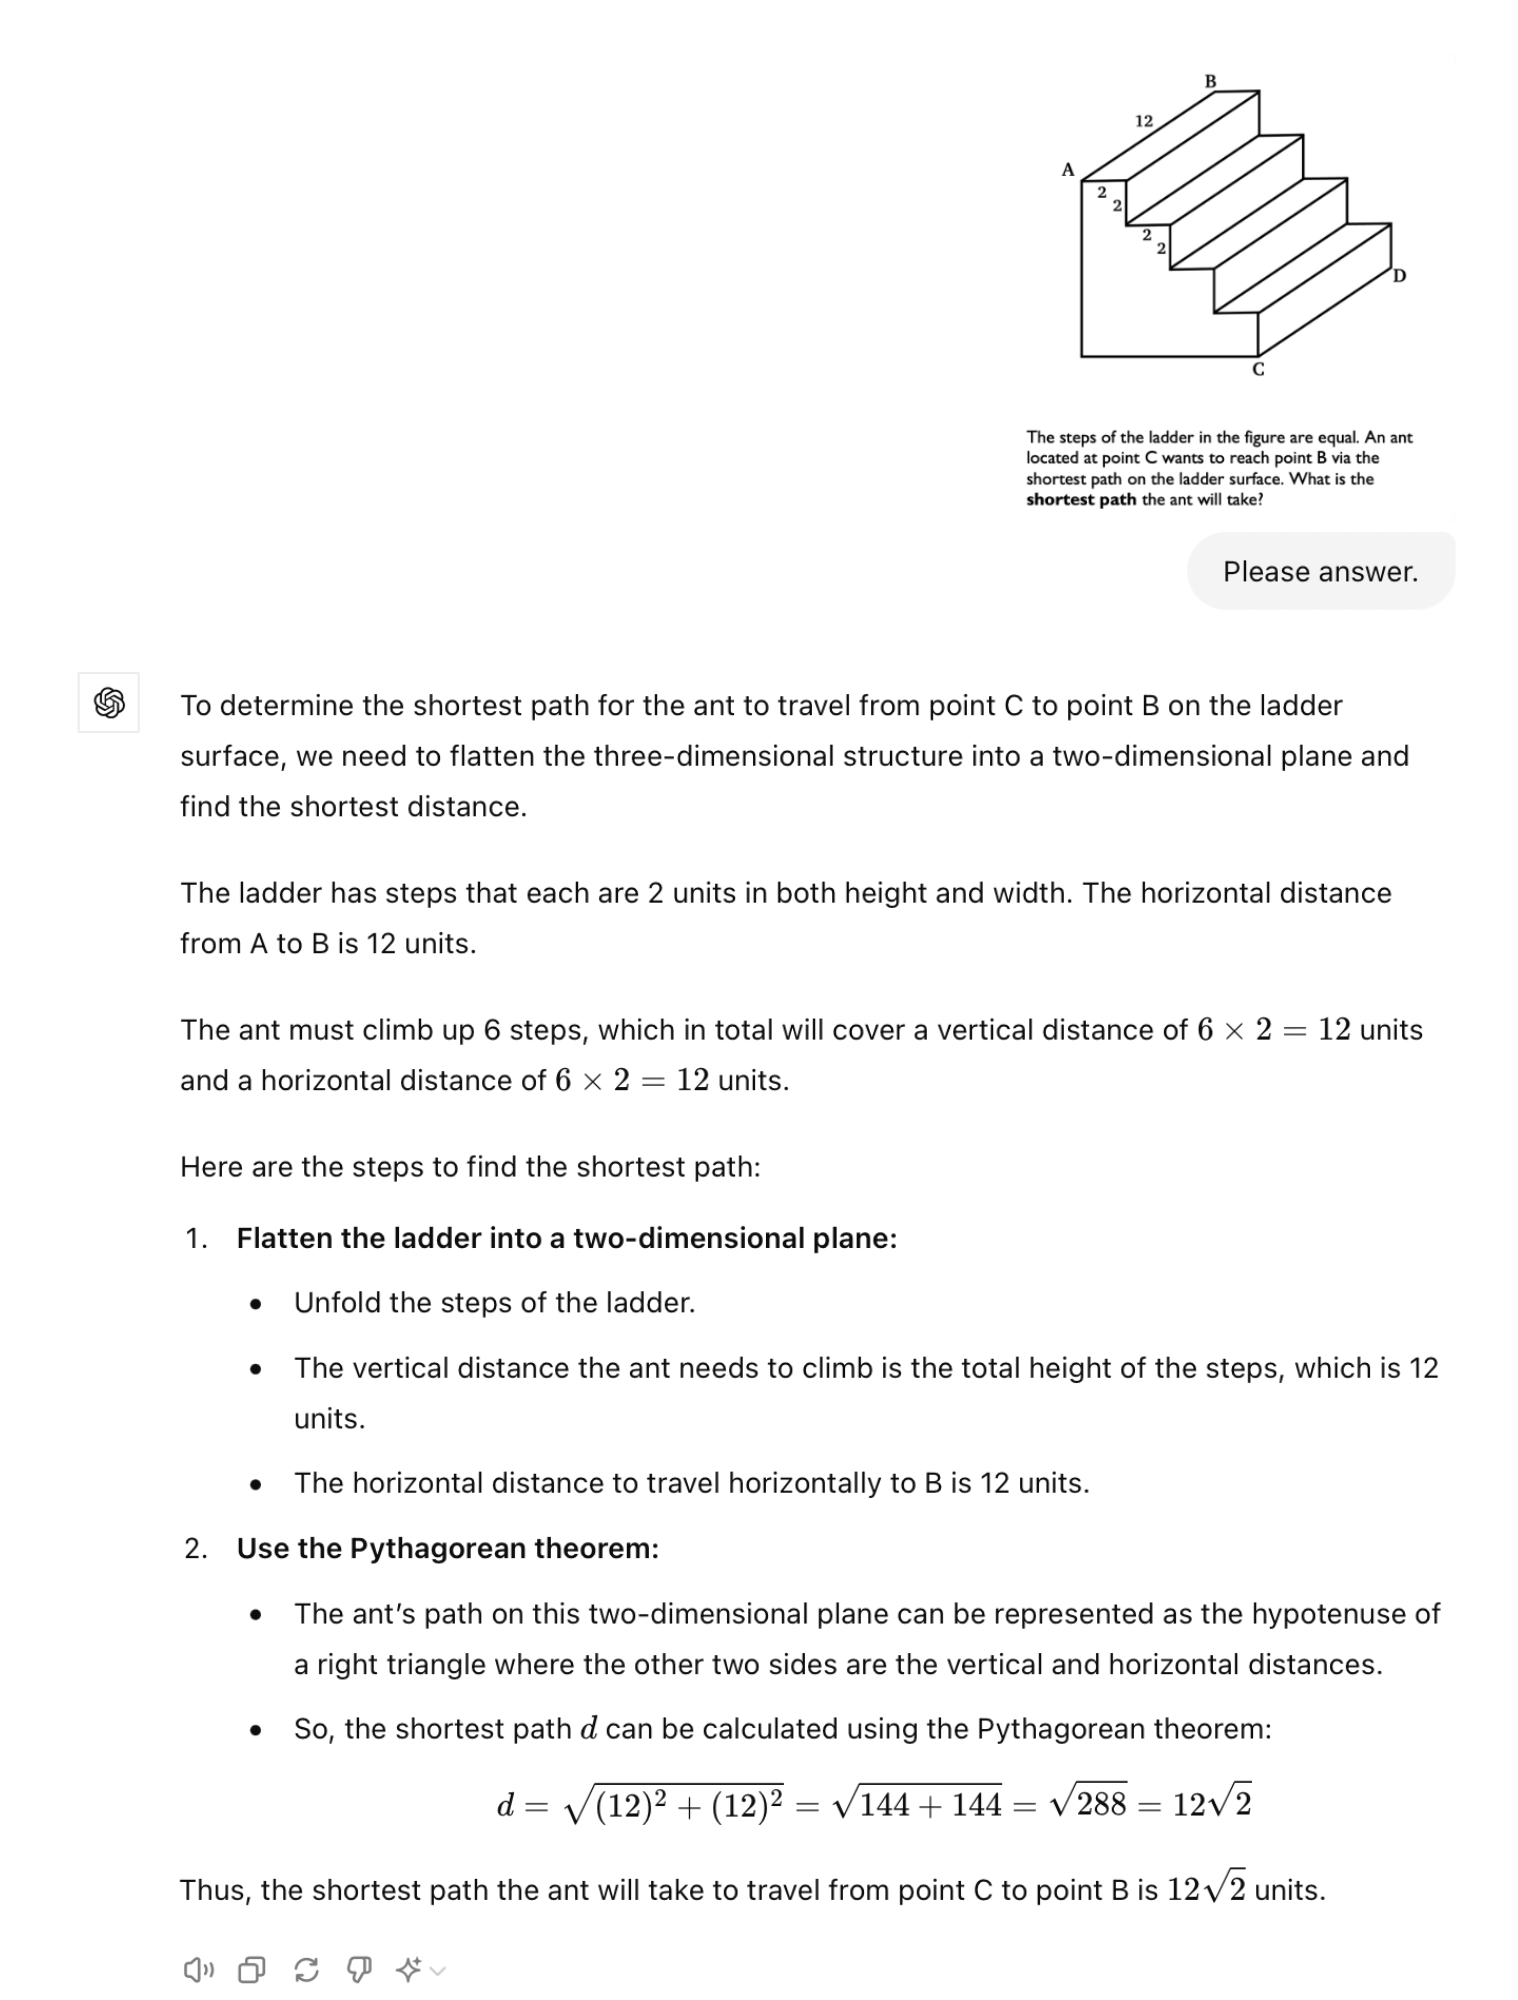 B
12
A
2
2
2
2
D
C
The steps of the ladder in the figure are equal. An ant
located at point C wants to reach point B via the
shortest path on the ladder surface. What is the
shortest path the ant will take?
Please answer.
To determine the shortest path for the ant to travel from point C to point B on the ladder
surface, we need to flatten the three-dimensional structure into a two-dimensional plane and
find the shortest distance.
The ladder has steps that each are 2 units in both height and width. The horizontal distance
from A to B is 12 units.
The ant must climb up 6 steps, which in total will cover a vertical distance of 6 × 2 = 12 units
and a horizontal distance of 6 × 2 = 12 units.
Here are the steps to find the shortest path:
1. Flatten the ladder into a two-dimensional plane:
• Unfold the steps of the ladder.
• The vertical distance the ant needs to climb is the total height of the steps, which is 12
units.
• The horizontal distance to travel horizontally to B is 12 units.
2. Use the Pythagorean theorem:
• The ant’s path on this two-dimensional plane can be represented as the hypotenuse of
a right triangle where the other two sides are the vertical and horizontal distances.
• So, the shortest path d can be calculated using the Pythagorean theorem:
d = √(12)² + (12)² = √144 + 144 = √288 = 12√2
Thus, the shortest path the ant will take to travel from point C to point B is 12√2 units.